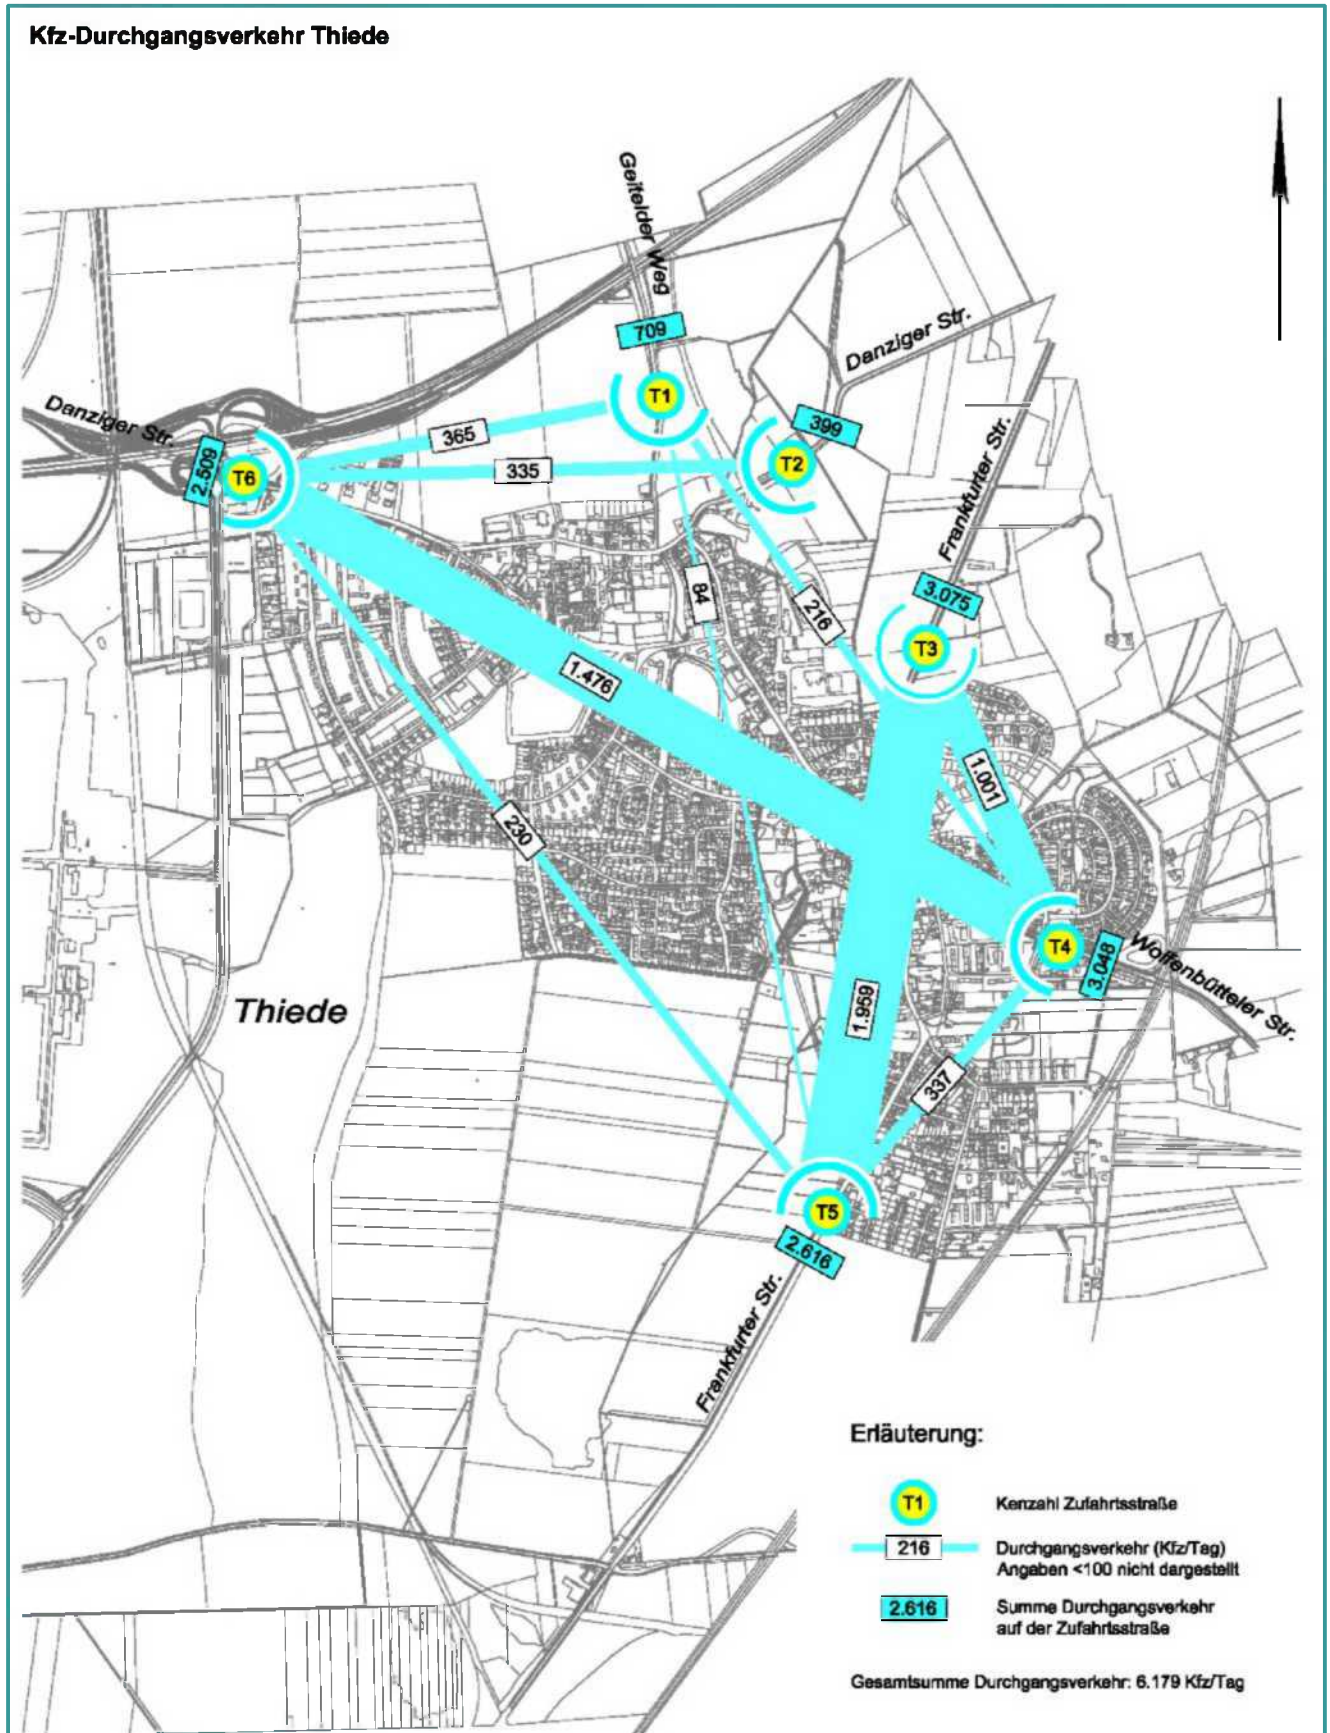 Kfz-Durchgangsverkehr Thiede
Geitelder Weg
709
Danziger Str.
T1
399
Danziger Str.
365
T2
335
2.509
T6
Frankfurter Str.
3.075
84
216
T3
1.476
1.001
230
T4
3.048
Wolfenbütteler Str.
Thiede
1.959
337
T5
2.616
Frankfurter Str.
Erläuterung:
T1
Kenzahl Zufahrtsstraße
216
Durchgangsverkehr (Kfz/Tag)
Angaben <100 nicht dargestellt
2.616
Summe Durchgangsverkehr
auf der Zufahrtsstraße
Gesamtsumme Durchgangsverkehr: 6.179 Kfz/Tag